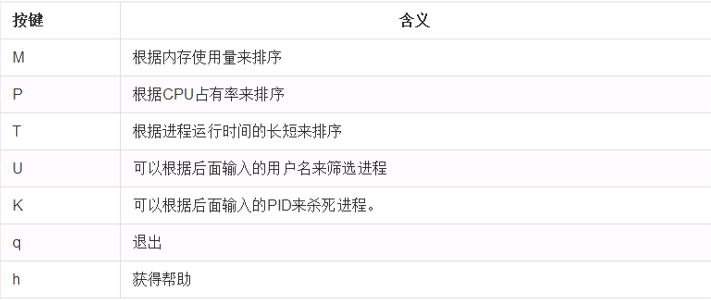 按键 含义
M 根据内存使用量来排序
P 根据CPU占有率来排序
T 根据进程运行时间的长短来排序
U 可以根据后面输入的用户名来筛选进程
K 可以根据后面输入的PID来杀死进程。
q 退出
h 获得帮助